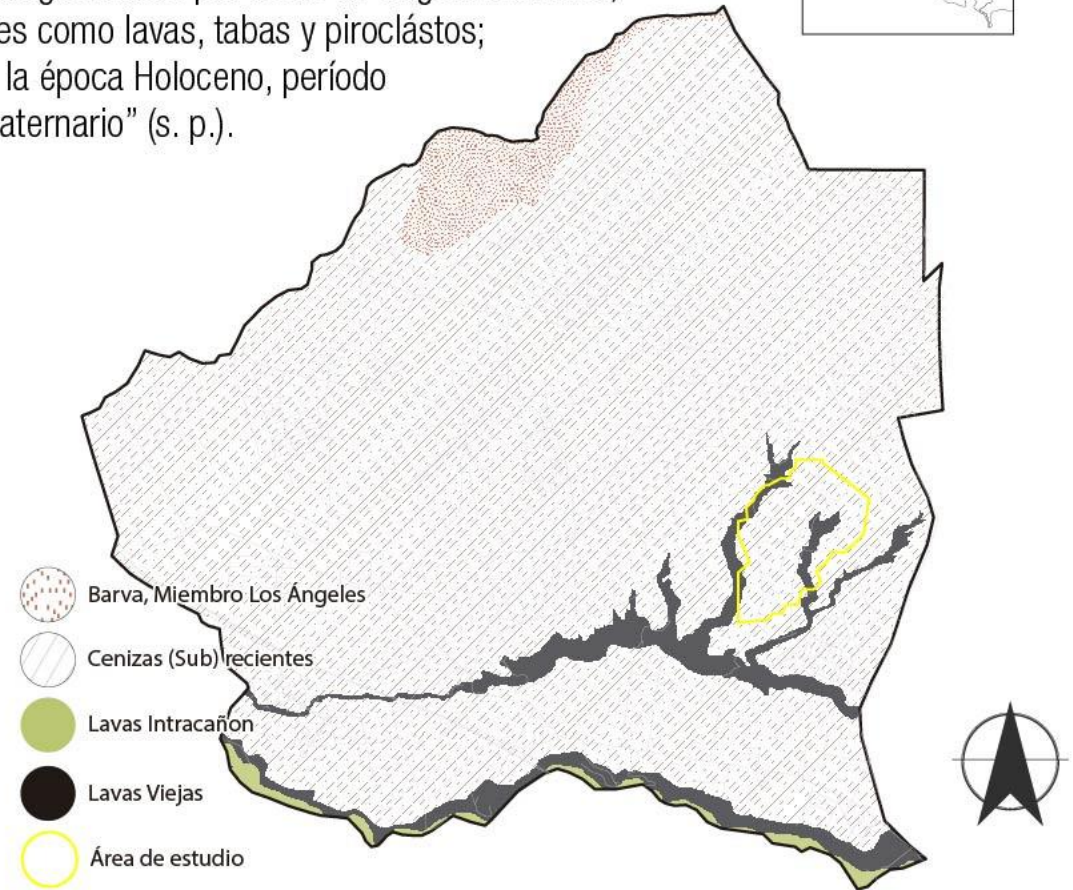 es como lavas, tabas y piroclástos;
la época Holoceno, período
aternario” (s. p.).
Barva, Miembro Los Ángeles
Cenizas (Sub) recientes
Lavas Intracañon
Lavas Viejas
Área de estudio